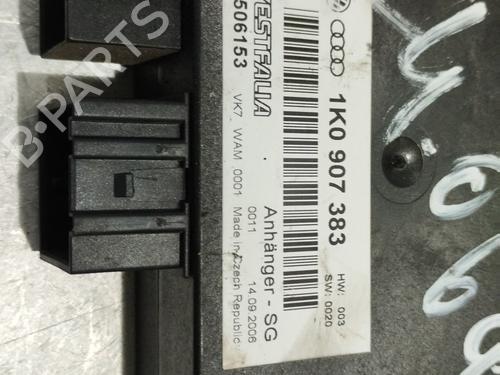 1K0 907 383
HW: 003
SW: 0020
Anhänger - SG
0011 14.09.2006
WESTFALIA
506153
VK7 WAM 0001 Made in Czech Republic
B-PARTS